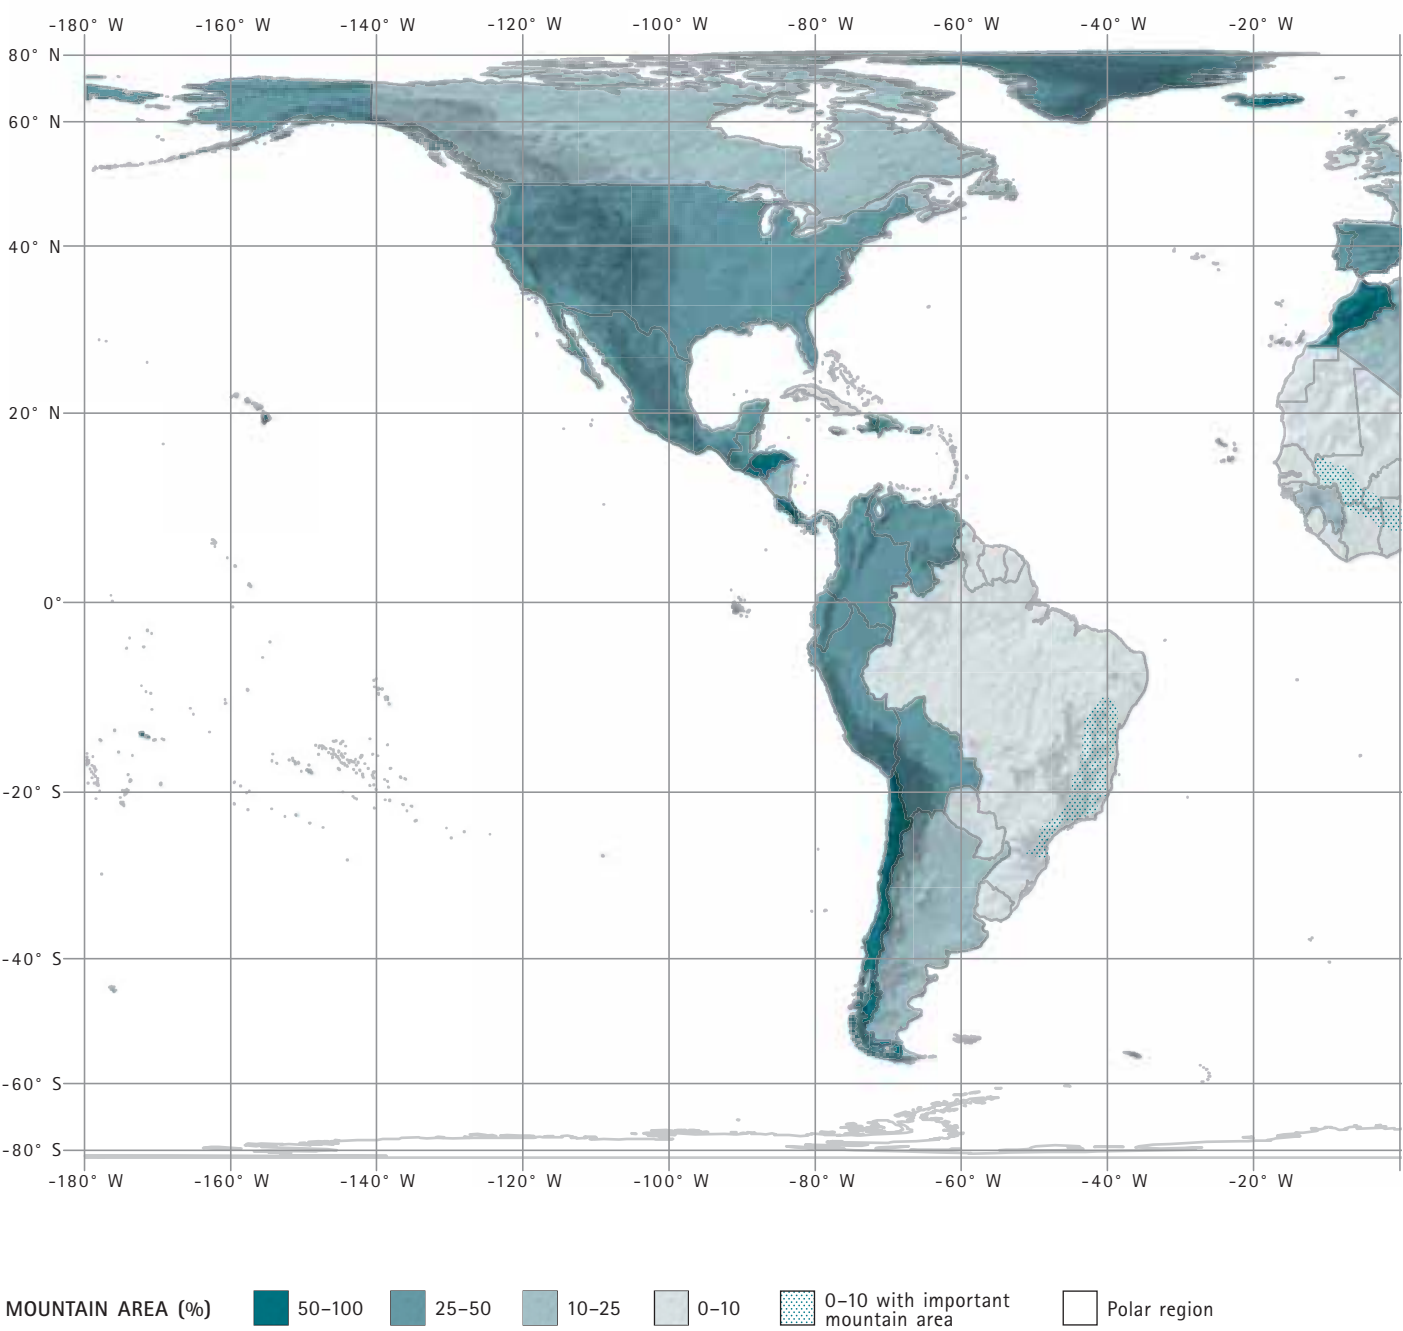 -180° W -160° W -140° W -120° W -100° W -80° W -60° W -40° W -20° W
80° N
60° N
40° N
20° N
0°
-20° S
-40° S
-60° S
-80° S
-180° W -160° W -140° W -120° W -100° W -80° W -60° W -40° W -20° W
MOUNTAIN AREA (%) 50–100 25–50 10–25 0–10 0–10 with important mountain area Polar region